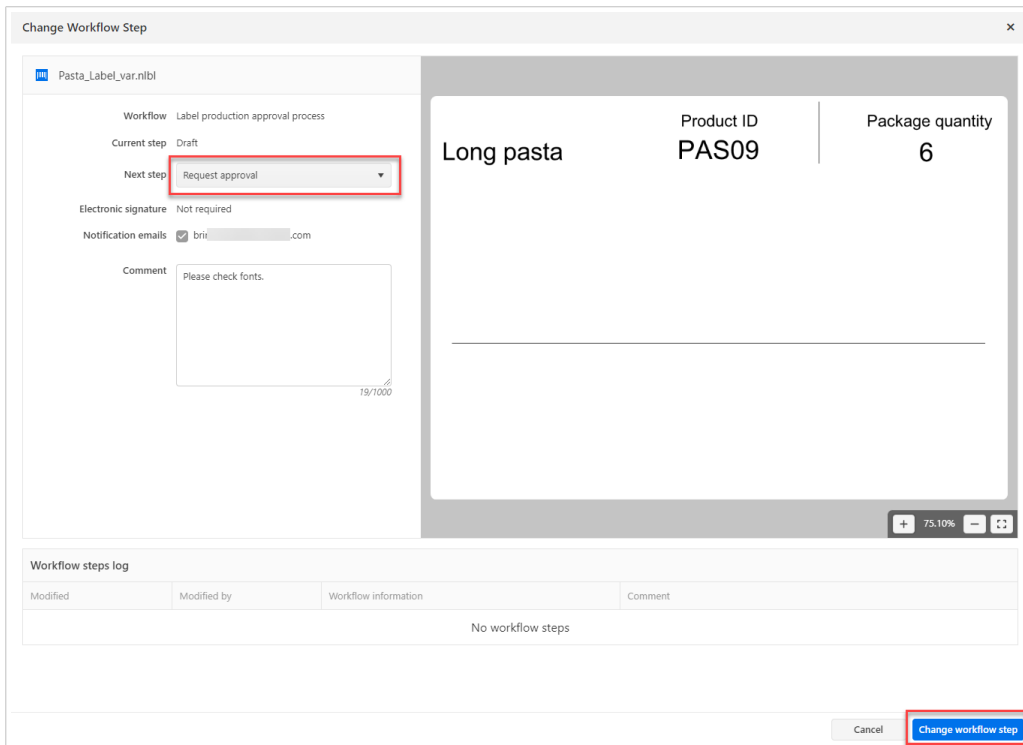 Change Workflow Step
Pasta_Label_var.nlbl
Workflow Label production approval process
Current step Draft
Next step Request approval
Electronic signature Not required
Notification emails .com
Comment Please check fonts.
19/1000
Product ID
Package quantity
Long pasta
PAS09
6
75.10%
Workflow steps log
Modified Modified by Workflow information Comment
No workflow steps
Cancel Change workflow step